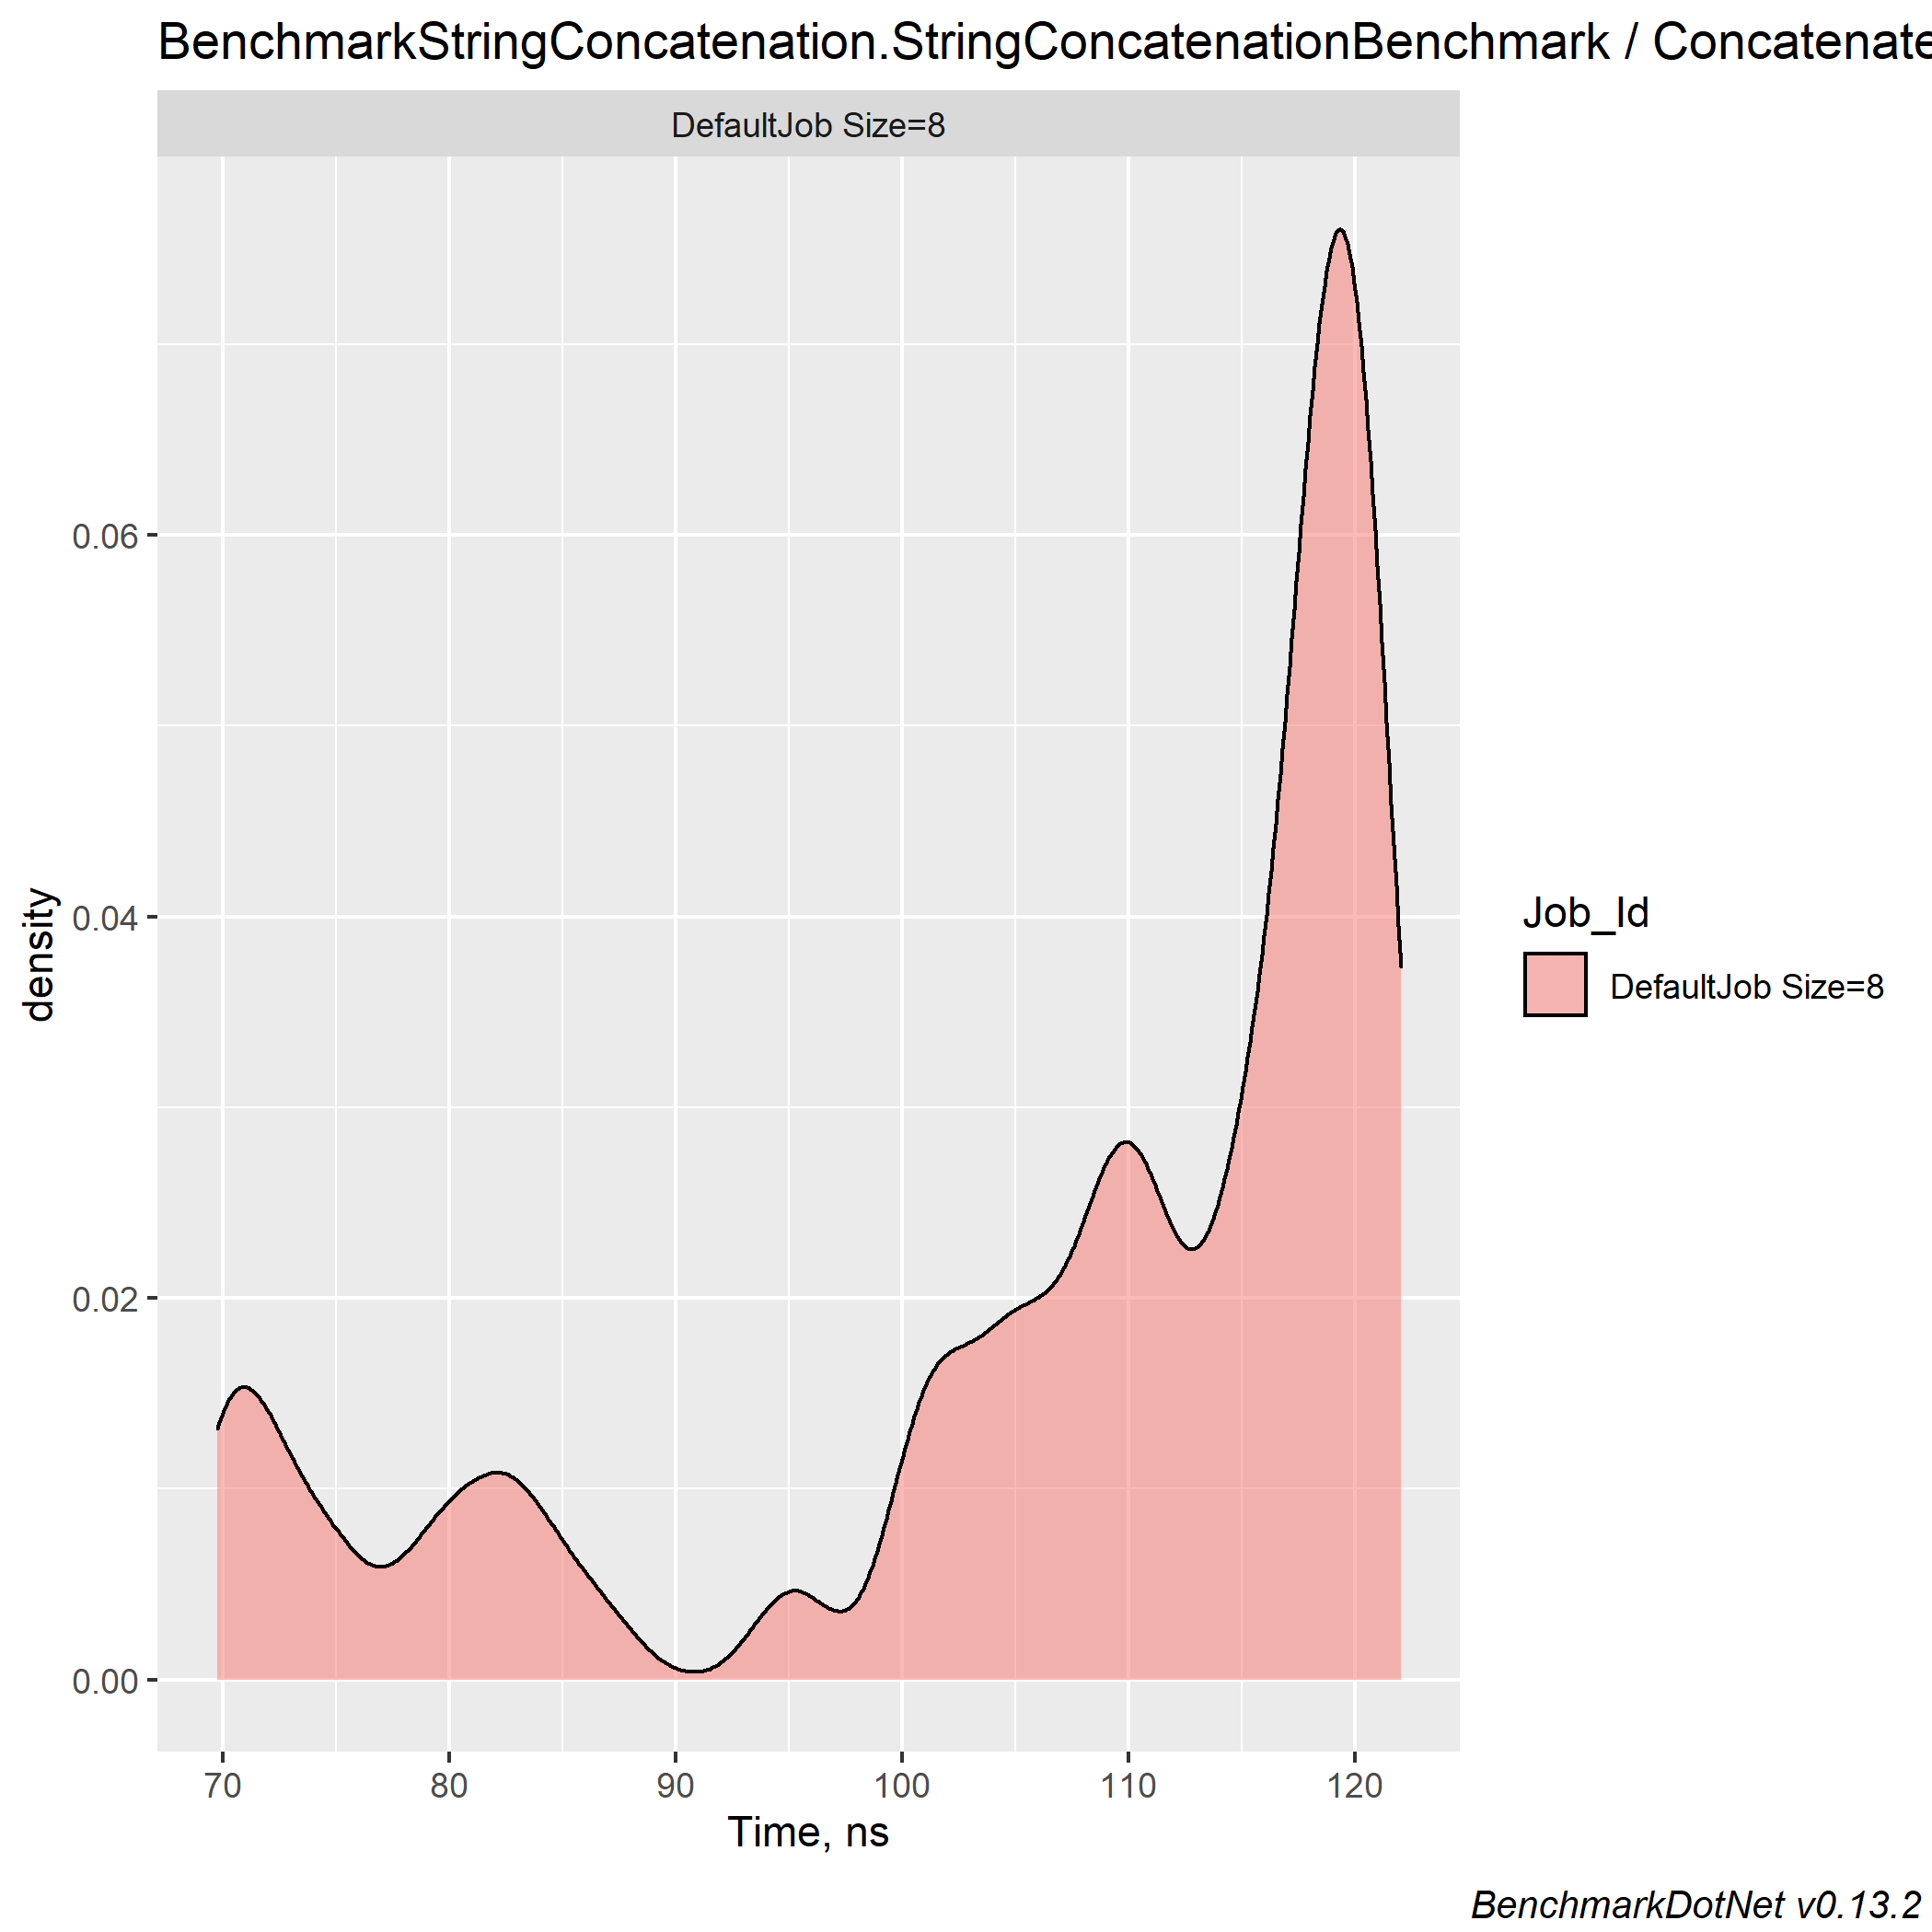 BenchmarkStringConcatenation.StringConcatenationBenchmark / Concatenate
DefaultJob Size=8
0.06
0.04
0.02
0.00
density
70 80 90 100 110 120
Time, ns
Job_Id
DefaultJob Size=8
BenchmarkDotNet v0.13.2